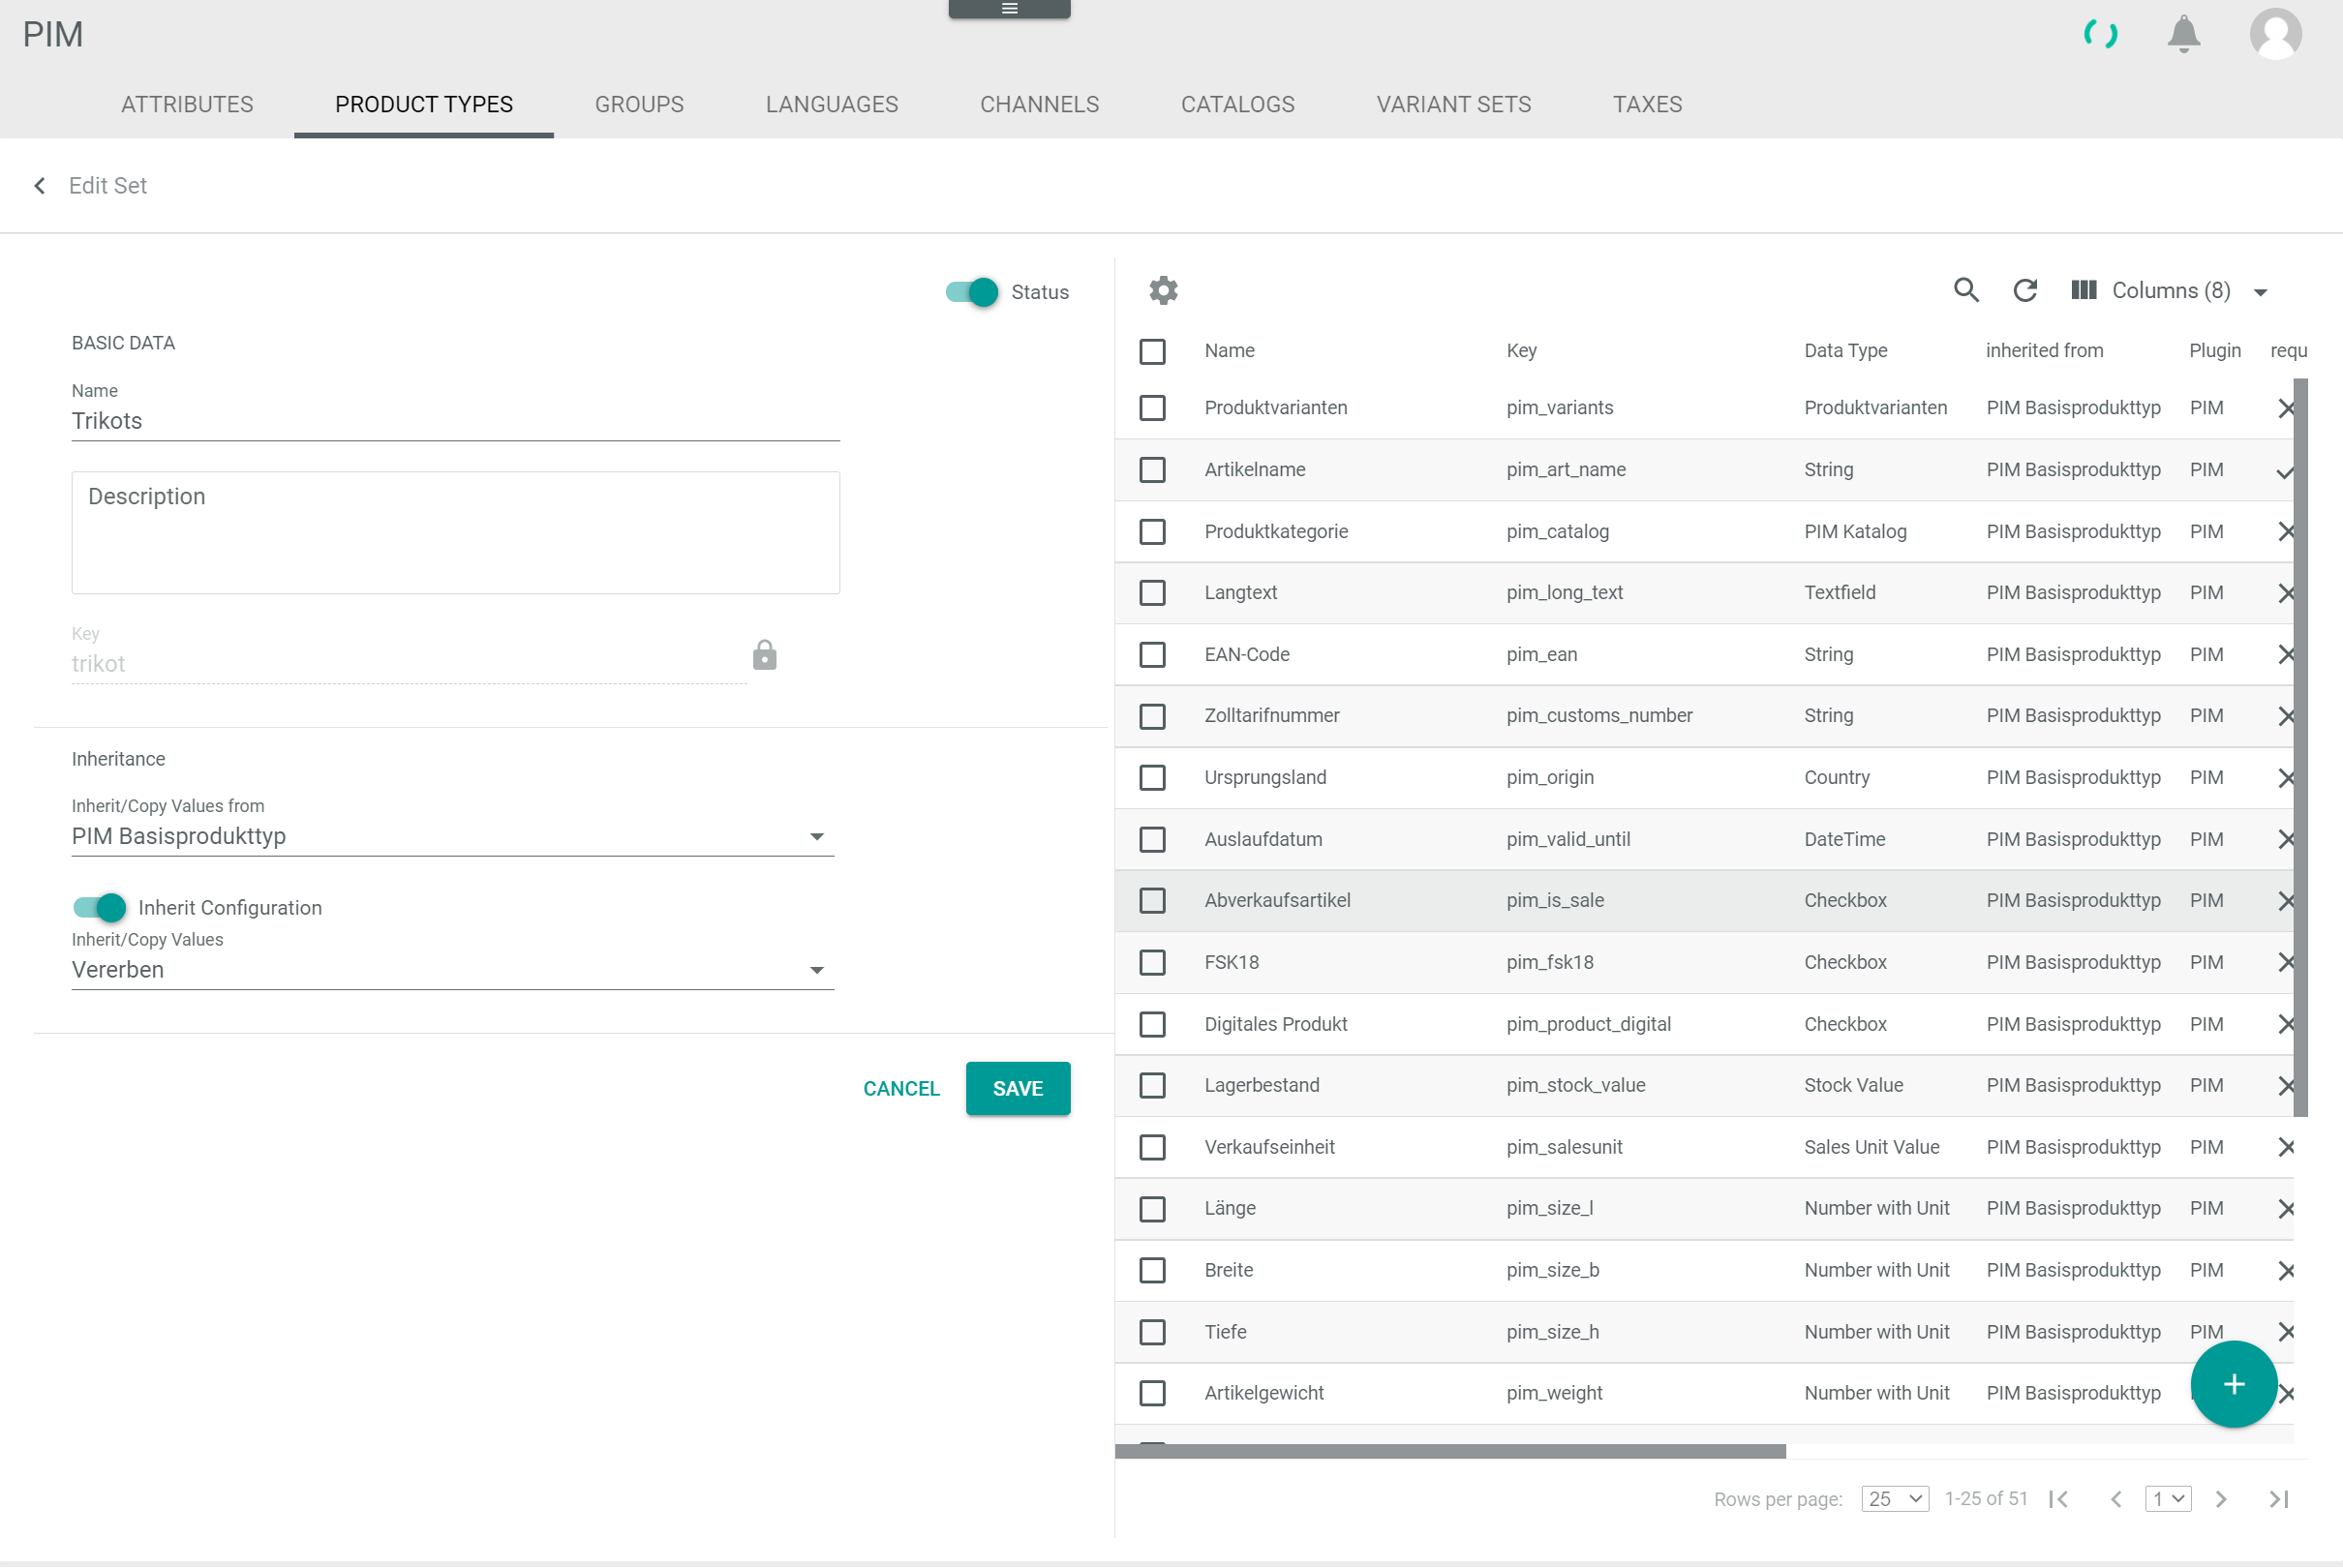 PIM
ATTRIBUTES PRODUCT TYPES GROUPS LANGUAGES CHANNELS CATALOGS VARIANT SETS TAXES
Edit Set
Status
BASIC DATA
Name
Trikots
Description
Key
trikot
Inheritance
Inherit/Copy Values from
PIM Basisprodukttyp
Inherit Configuration
Inherit/Copy Values
Vererben
CANCEL SAVE
Columns (8)
Name Key Data Type inherited from Plugin requ
Produktvarianten pim_variants Produktvarianten PIM Basisprodukttyp PIM
Artikelname pim_art_name String PIM Basisprodukttyp PIM
Produktkategorie pim_catalog PIM Katalog PIM Basisprodukttyp PIM
Langtext pim_long_text Textfield PIM Basisprodukttyp PIM
EAN-Code pim_ean String PIM Basisprodukttyp PIM
Zolltarifnummer pim_customs_number String PIM Basisprodukttyp PIM
Ursprungsland pim_origin Country PIM Basisprodukttyp PIM
Auslaufdatum pim_valid_until DateTime PIM Basisprodukttyp PIM
Abverkaufsartikel pim_is_sale Checkbox PIM Basisprodukttyp PIM
FSK18 pim_fsk18 Checkbox PIM Basisprodukttyp PIM
Digitales Produkt pim_product_digital Checkbox PIM Basisprodukttyp PIM
Lagerbestand pim_stock_value Stock Value PIM Basisprodukttyp PIM
Verkaufseinheit pim_salesunit Sales Unit Value PIM Basisprodukttyp PIM
Länge pim_size_l Number with Unit PIM Basisprodukttyp PIM
Breite pim_size_b Number with Unit PIM Basisprodukttyp PIM
Tiefe pim_size_h Number with Unit PIM Basisprodukttyp PIM
Artikelgewicht pim_weight Number with Unit PIM Basisprodukttyp
Rows per page: 25 1-25 of 51 1